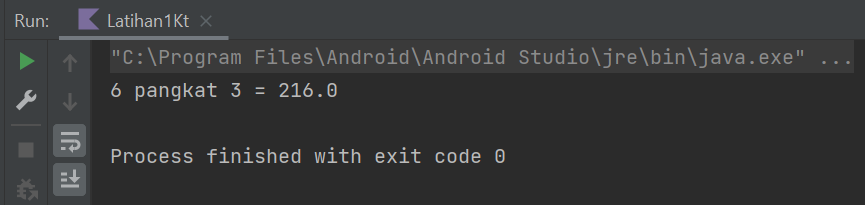 Run: Latihan1Kt
"C:\Program Files\Android\Android Studio\jre\bin\java.exe" ...
6 pangkat 3 = 216.0
Process finished with exit code 0